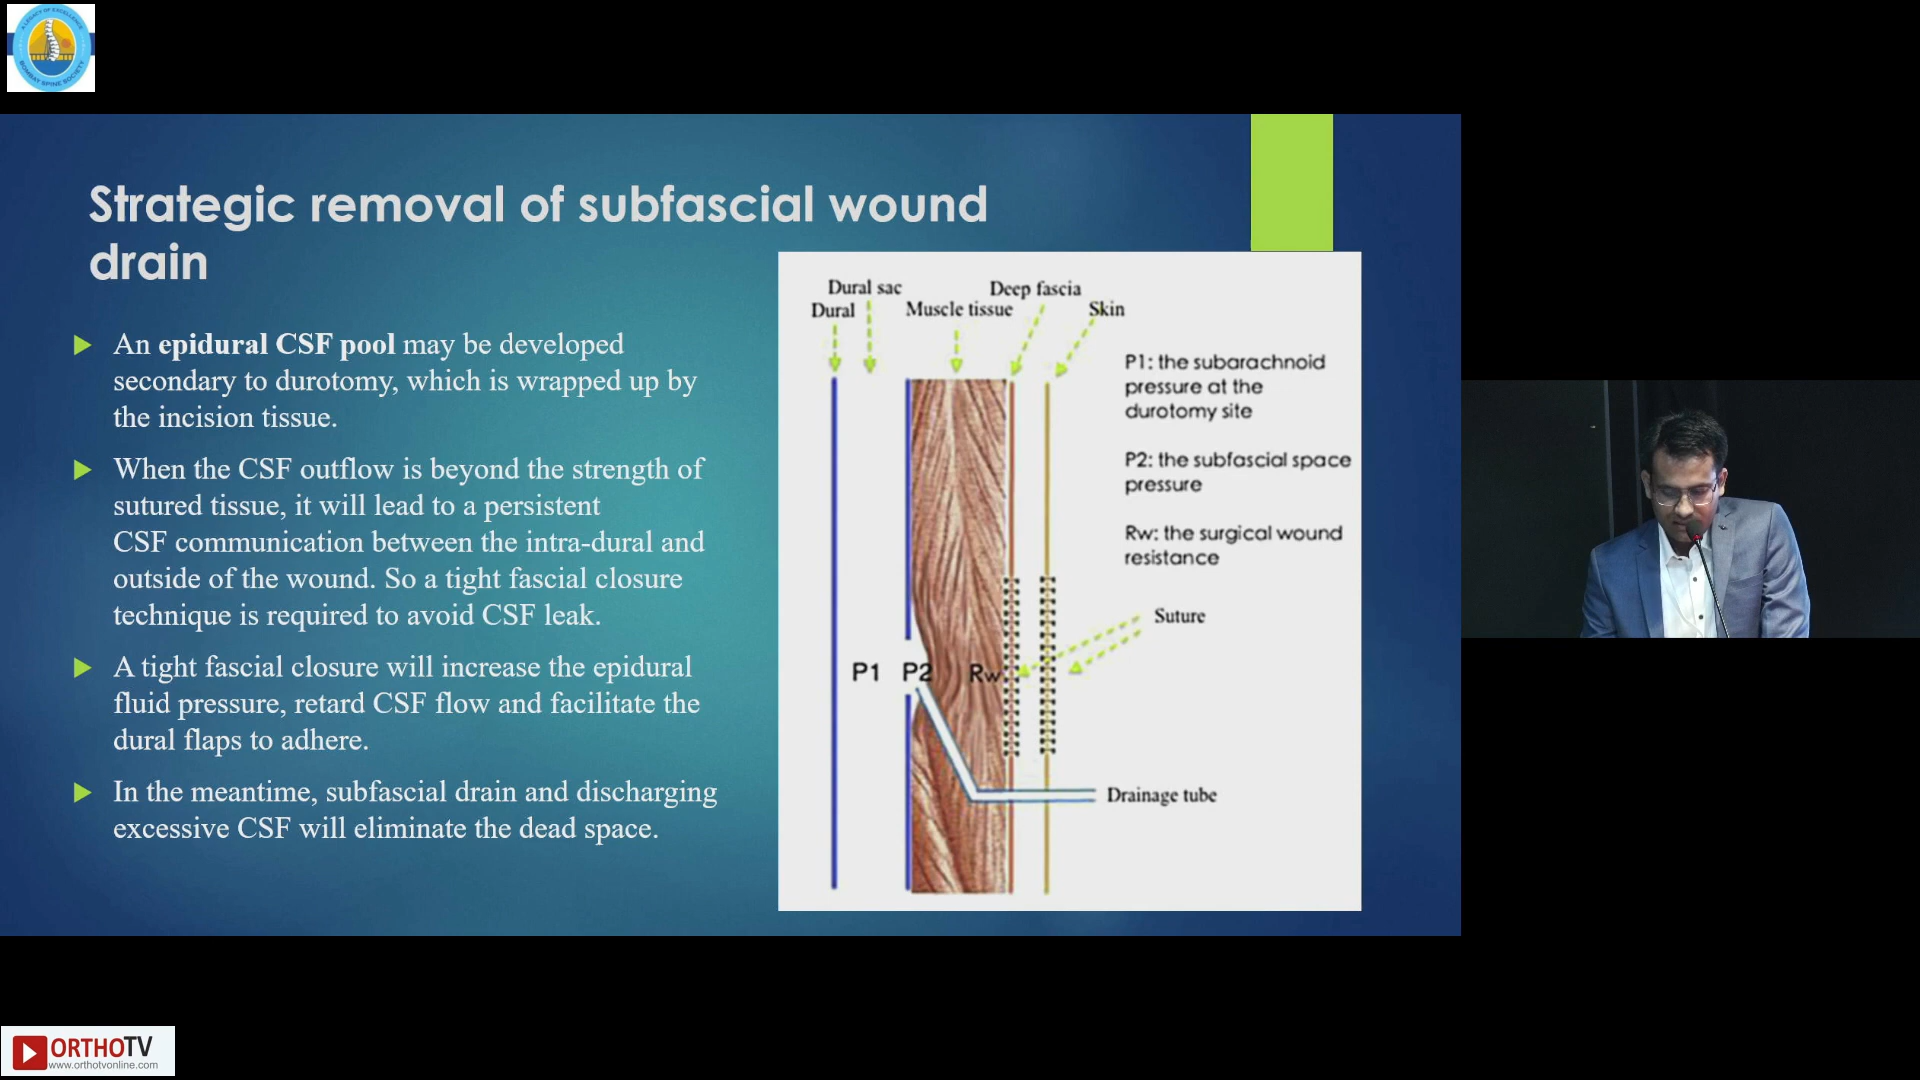 A LEGACY OF EXCELLENCE
BOMBAY SPINE SOCIETY
Strategic removal of subfascial wound
drain
An epidural CSF pool may be developed
secondary to durotomy, which is wrapped up by
the incision tissue.
When the CSF outflow is beyond the strength of
sutured tissue, it will lead to a persistent
CSF communication between the intra-dural and
outside of the wound. So a tight fascial closure
technique is required to avoid CSF leak.
A tight fascial closure will increase the epidural
fluid pressure, retard CSF flow and facilitate the
dural flaps to adhere.
In the meantime, subfascial drain and discharging
excessive CSF will eliminate the dead space.
Dural sac
Deep fascia
Dural
Muscle tissue
Skin
P1: the subarachnoid
pressure at the
durotomy site
P2: the subfascial space
pressure
Rw: the surgical wound
resistance
Suture
P1 P2 Rw
Drainage tube
ORTHOTV
www.orthotvonline.com